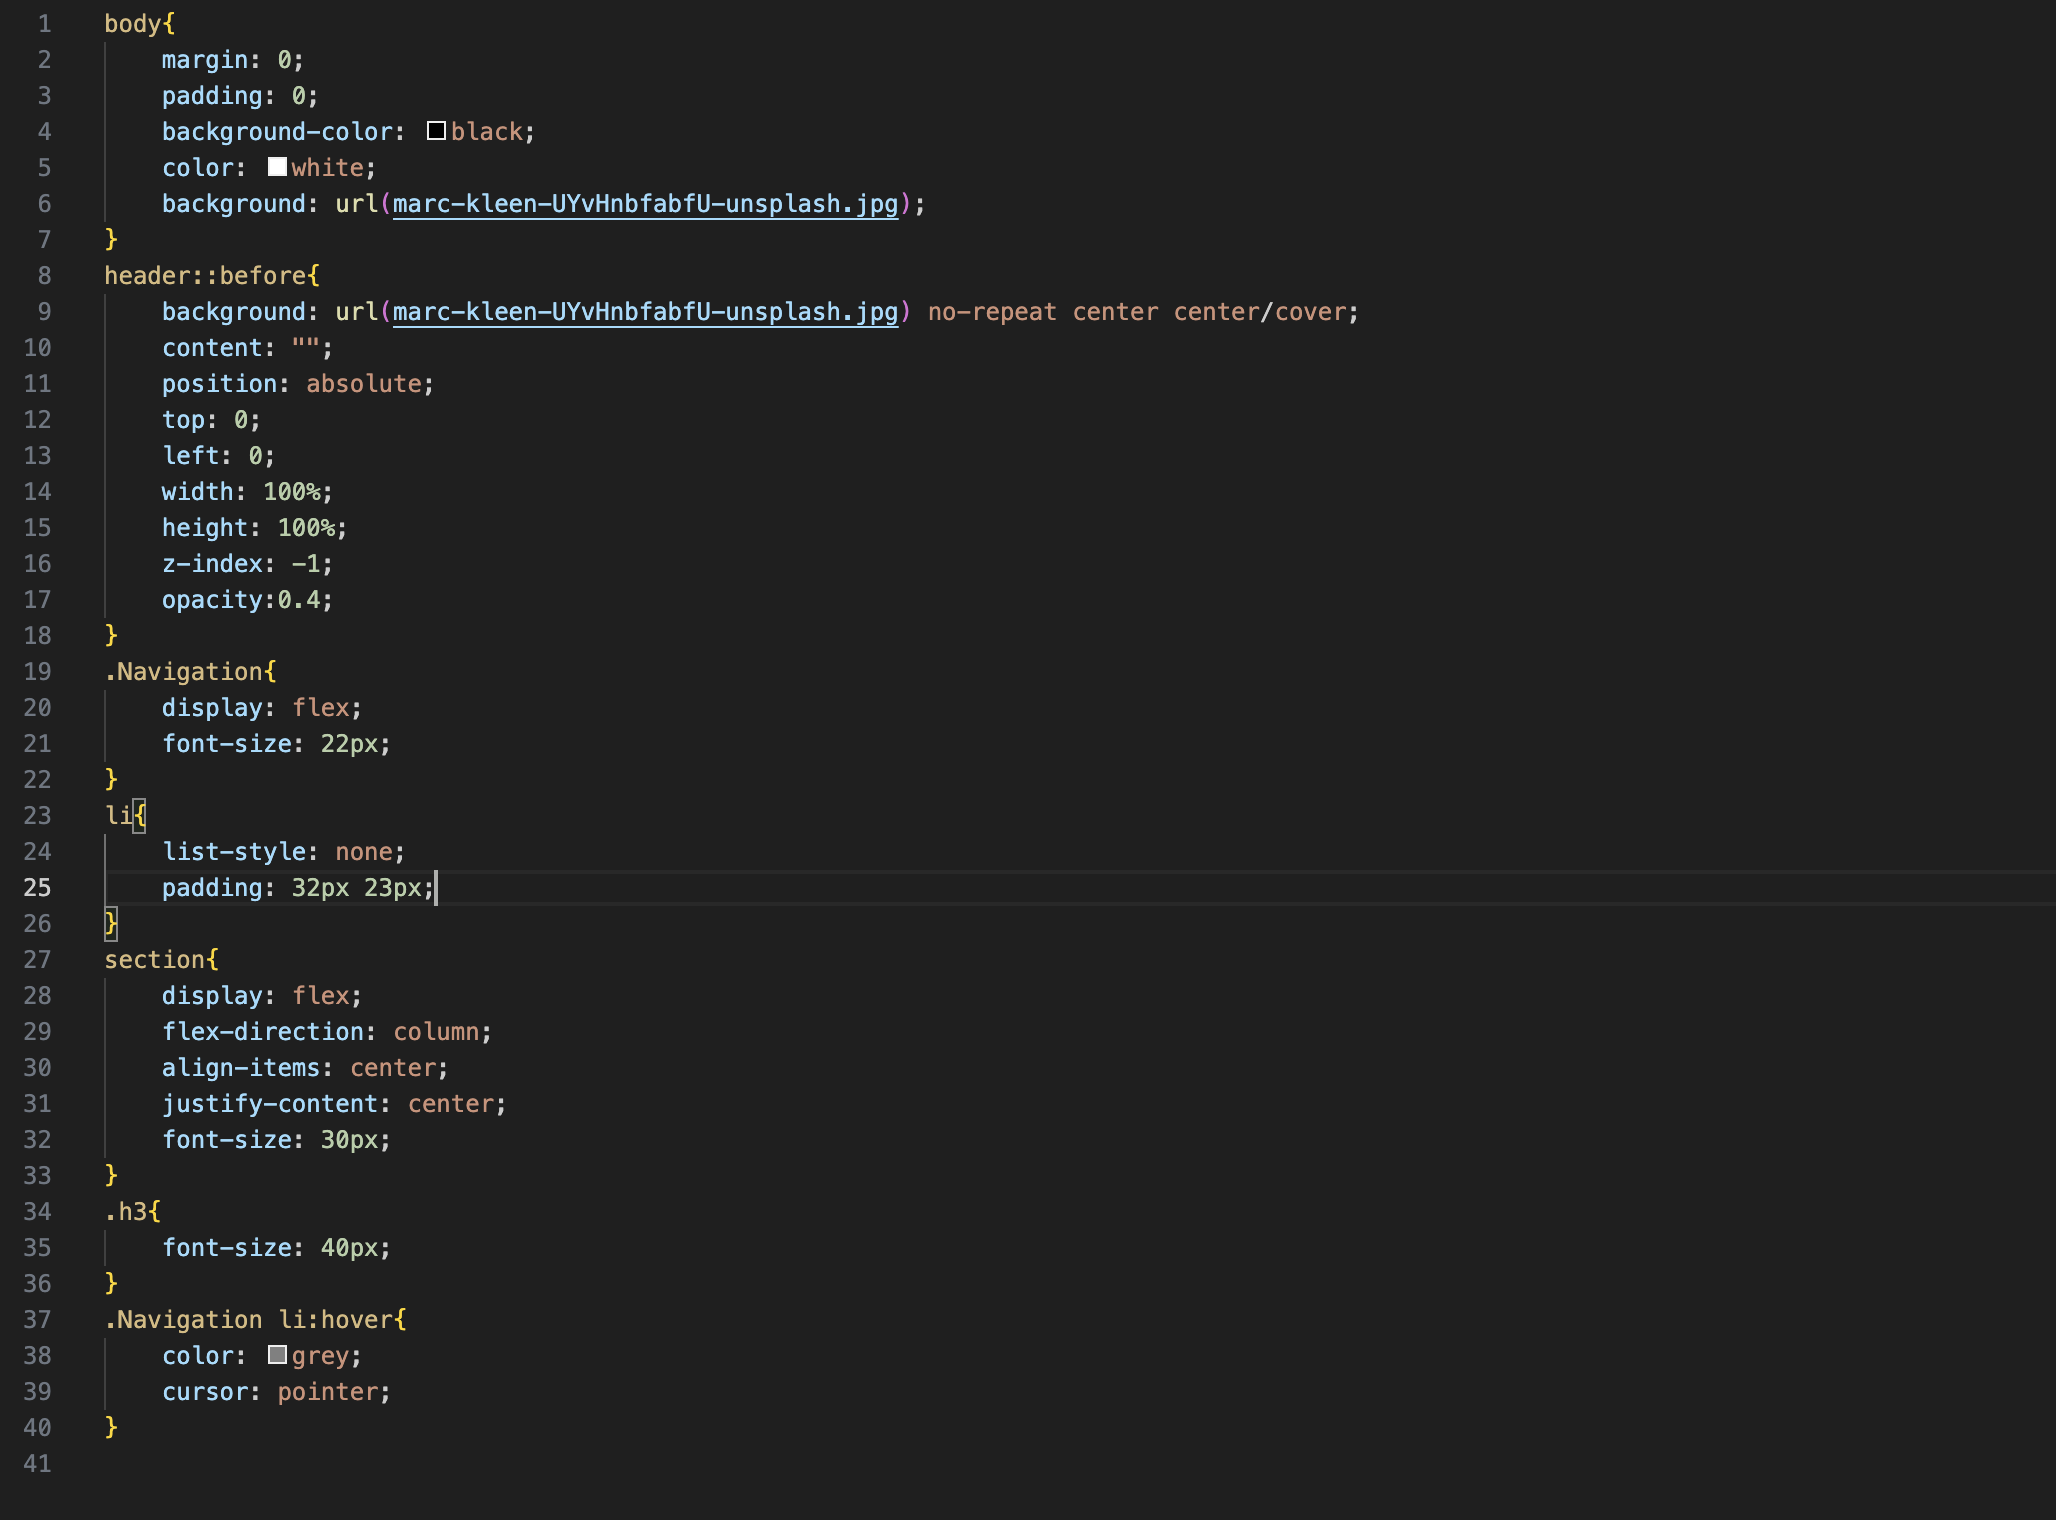 1 body{
2     margin: 0;
3     padding: 0;
4     background-color: black;
5     color: white;
6     background: url(marc-kleen-UYvHnbfabfU-unsplash.jpg);
7 }
8 header::before{
9     background: url(marc-kleen-UYvHnbfabfU-unsplash.jpg) no-repeat center center/cover;
10     content: "";
11     position: absolute;
12     top: 0;
13     left: 0;
14     width: 100%;
15     height: 100%;
16     z-index: -1;
17     opacity:0.4;
18 }
19 .Navigation{
20     display: flex;
21     font-size: 22px;
22 }
23 li{
24     list-style: none;
25     padding: 32px 23px;
26 }
27 section{
28     display: flex;
29     flex-direction: column;
30     align-items: center;
31     justify-content: center;
32     font-size: 30px;
33 }
34 .h3{
35     font-size: 40px;
36 }
37 .Navigation li:hover{
38     color: grey;
39     cursor: pointer;
40 }
41